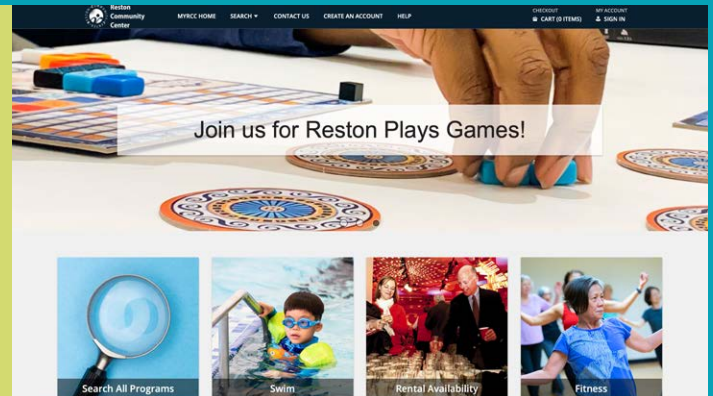 Reston
Community
Center
MYRCC HOME
SEARCH
CONTACT US
CREATE AN ACCOUNT
HELP
CHECKOUT
CART (0 ITEMS)
MY ACCOUNT
SIGN IN
Join us for Reston Plays Games!
Search All Programs
Swim
Rental Availability
Fitness